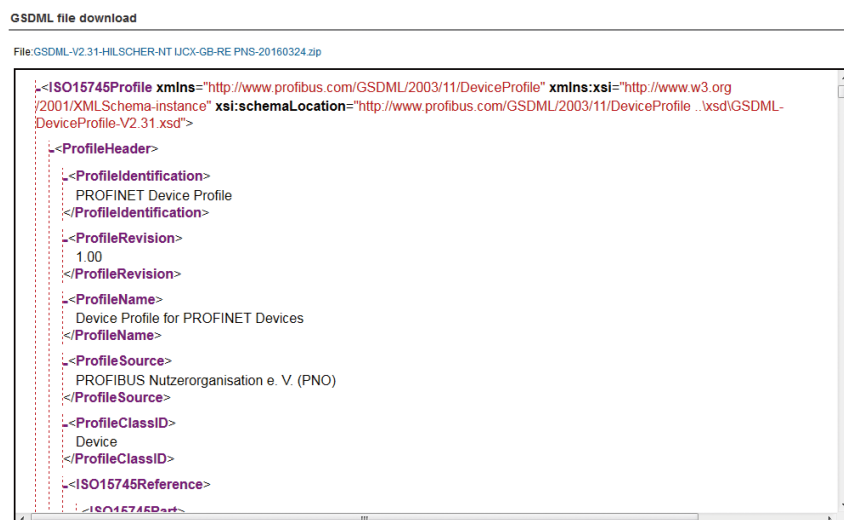 GSDML file download
File:GSDML-V2.31-HILSCHER-NT IJCX-GB-RE PNS-20160324.zip
-<ISO15745Profile xmlns="http://www.profibus.com/GSDML/2003/11/DeviceProfile" xmlns:xsi="http://www.w3.org
/2001/XMLSchema-instance" xsi:schemaLocation="http://www.profibus.com/GSDML/2003/11/DeviceProfile ..\xsd\GSDML-
DeviceProfile-V2.31.xsd">
-<ProfileHeader>
-<ProfileIdentification>
PROFINET Device Profile
</ProfileIdentification>
-<ProfileRevision>
1.00
</ProfileRevision>
-<ProfileName>
Device Profile for PROFINET Devices
</ProfileName>
-<ProfileSource>
PROFIBUS Nutzerorganisation e. V. (PNO)
</ProfileSource>
-<ProfileClassID>
Device
</ProfileClassID>
-<ISO15745Reference>
<ISO15745Part>